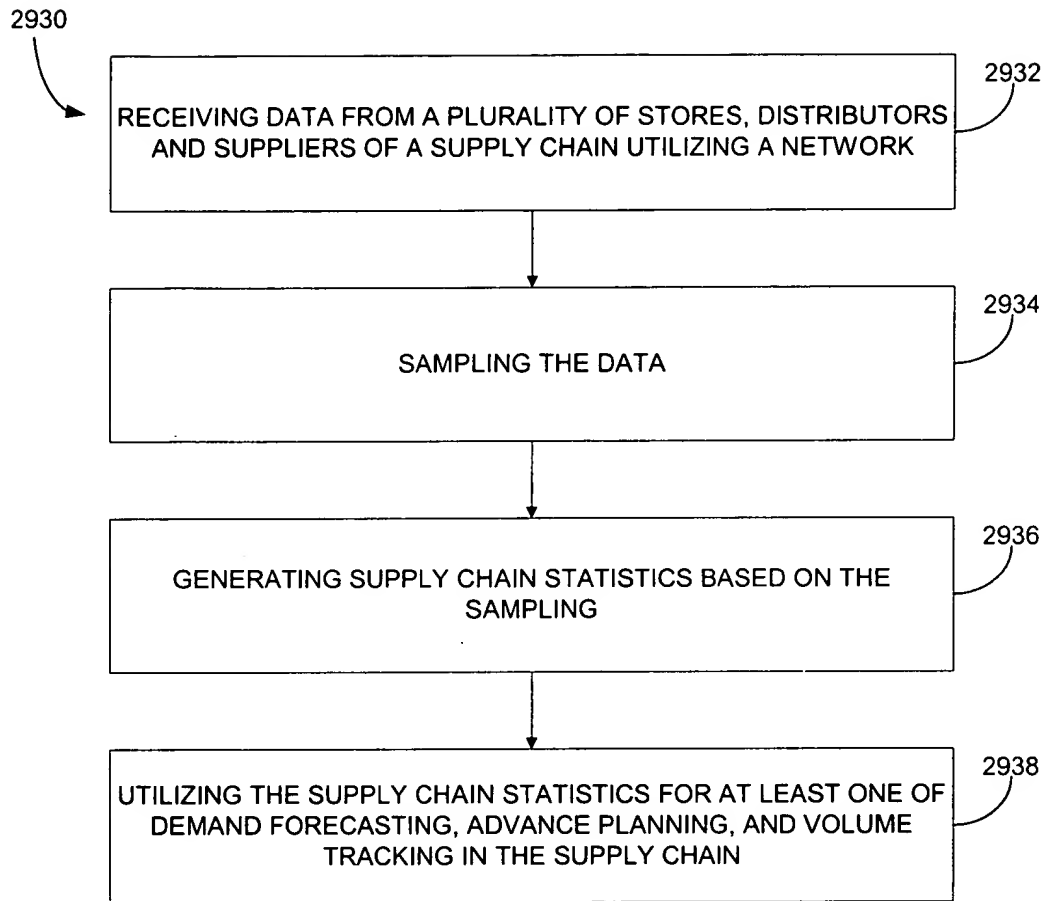 2930
2932
RECEIVING DATA FROM A PLURALITY OF STORES, DISTRIBUTORS
AND SUPPLIERS OF A SUPPLY CHAIN UTILIZING A NETWORK
2934
SAMPLING THE DATA
2936
GENERATING SUPPLY CHAIN STATISTICS BASED ON THE
SAMPLING
2938
UTILIZING THE SUPPLY CHAIN STATISTICS FOR AT LEAST ONE OF
DEMAND FORECASTING, ADVANCE PLANNING, AND VOLUME
TRACKING IN THE SUPPLY CHAIN